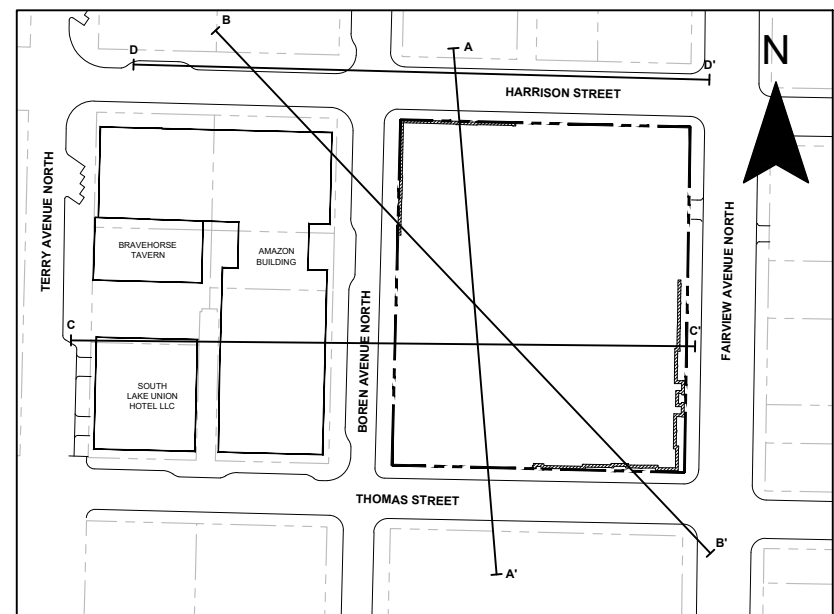 B
D
A
N
D'
HARRISON STREET
TERRY AVENUE NORTH
BRAVEHORSE
TAVERN
AMAZON
BUILDING
FAIRVIEW AVENUE NORTH
C
BOREN AVENUE NORTH
C'
SOUTH
LAKE UNION
HOTEL LLC
THOMAS STREET
B'
A'